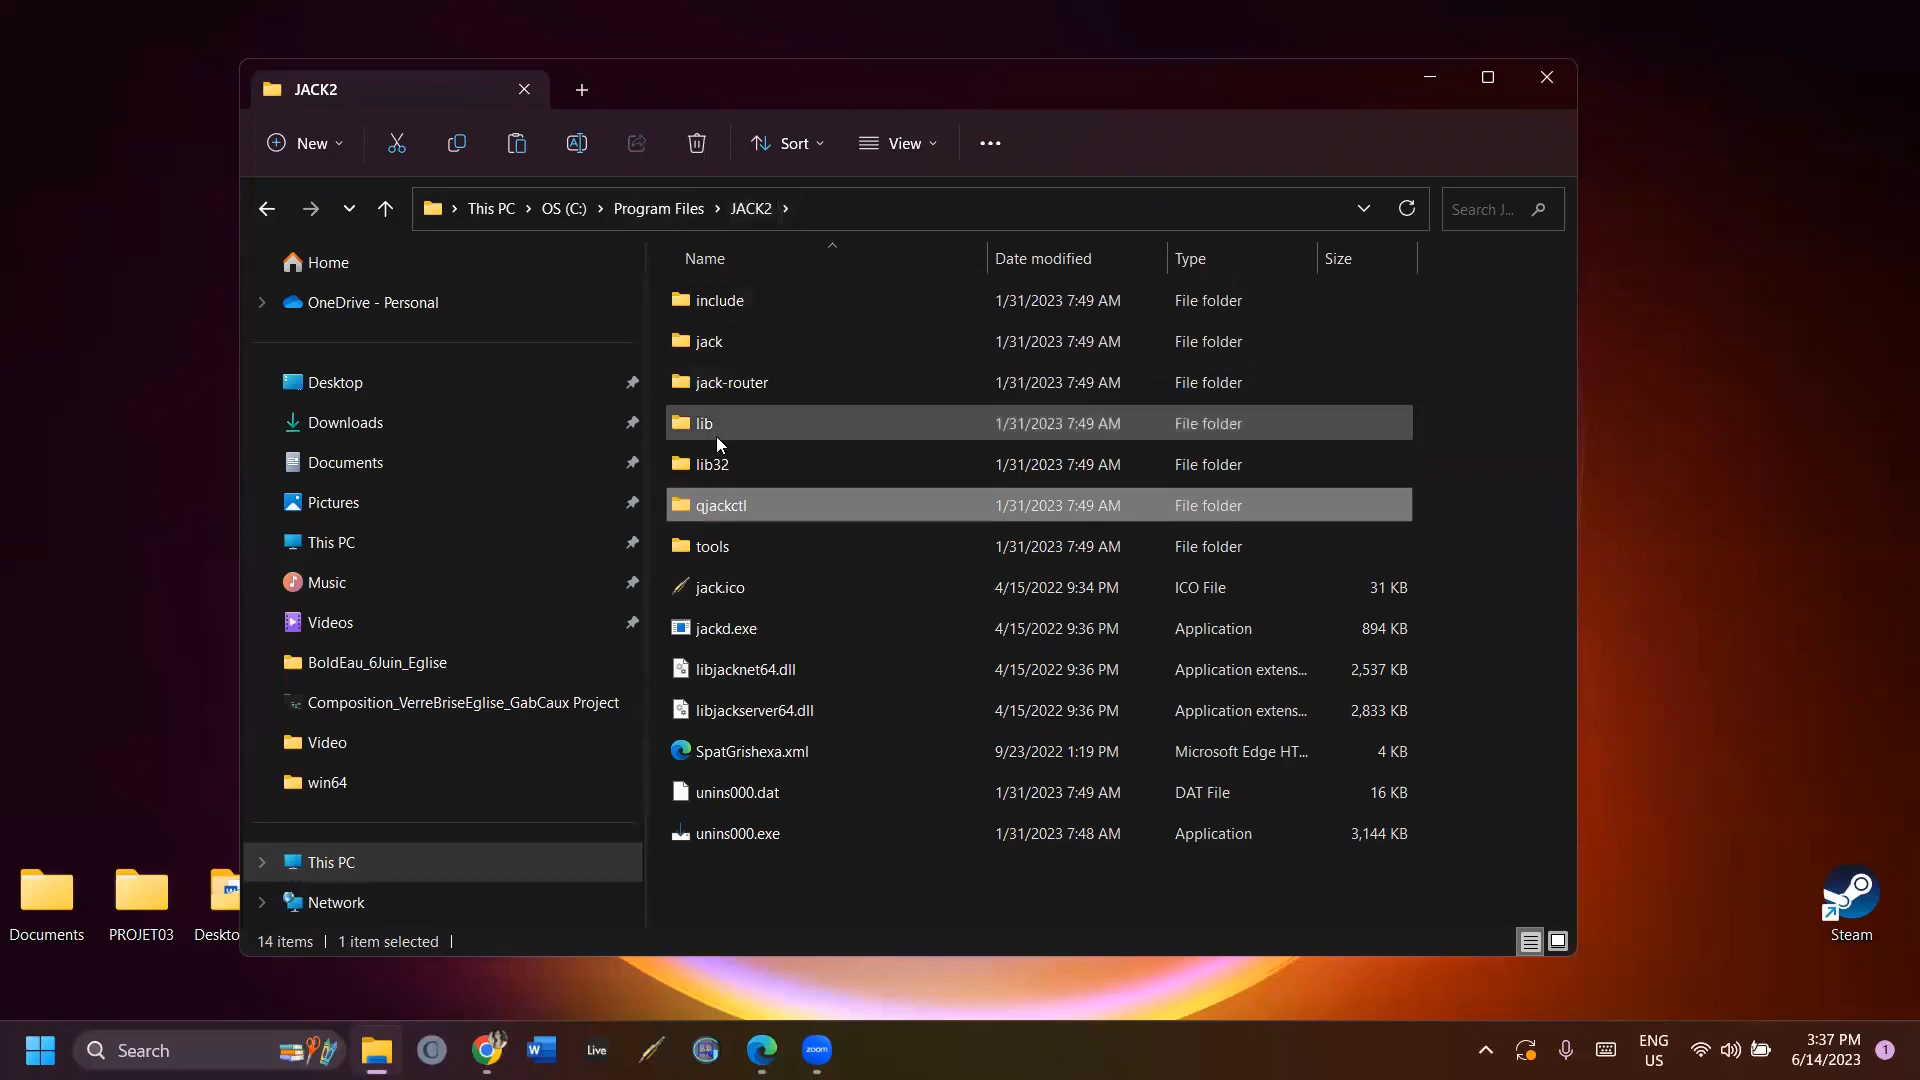 JACK2
New
Sort
View
This PC
OS (C:)
Program Files
JACK2
Search J...
Home
OneDrive - Personal
Desktop
Downloads
Documents
Pictures
This PC
Music
Videos
BoldEau_6Juin_Eglise
Composition_VerreBriseEglise_GabCaux Project
Video
win64
This PC
Network
Name Date modified Type Size
include 1/31/2023 7:49 AM File folder
jack 1/31/2023 7:49 AM File folder
jack-router 1/31/2023 7:49 AM File folder
lib 1/31/2023 7:49 AM File folder
lib32 1/31/2023 7:49 AM File folder
qjackctl 1/31/2023 7:49 AM File folder
tools 1/31/2023 7:49 AM File folder
jack.ico 4/15/2022 9:34 PM ICO File 31 KB
jackd.exe 4/15/2022 9:36 PM Application 894 KB
libjacknet64.dll 4/15/2022 9:36 PM Application extens... 2,537 KB
libjackserver64.dll 4/15/2022 9:36 PM Application extens... 2,833 KB
SpatGrishexa.xml 9/23/2022 1:19 PM Microsoft Edge HT... 4 KB
unins000.dat 1/31/2023 7:49 AM DAT File 16 KB
unins000.exe 1/31/2023 7:48 AM Application 3,144 KB
14 items 1 item selected
Documents
PROJET03
Deskto
Steam
Search
Live
zoom
ENG
US
3:37 PM
6/14/2023
1